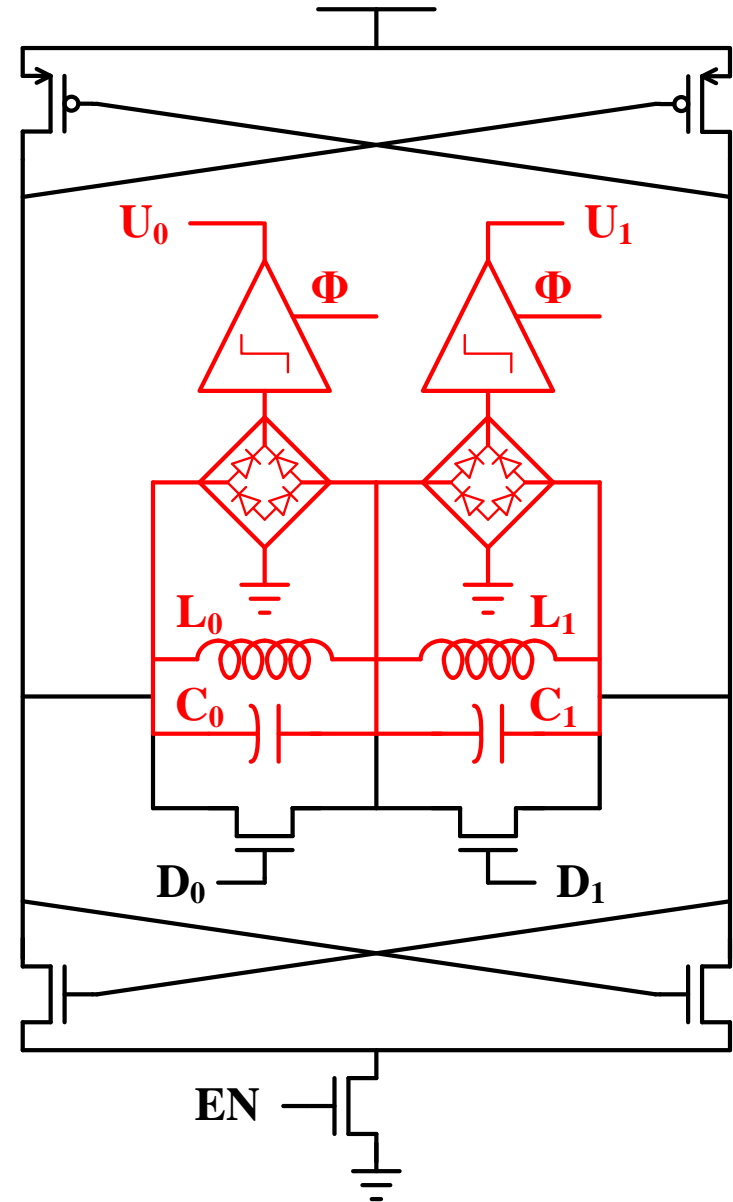 U₀ U₁
Φ Φ
L₀ L₁
C₀ C₁
D₀ D₁
EN